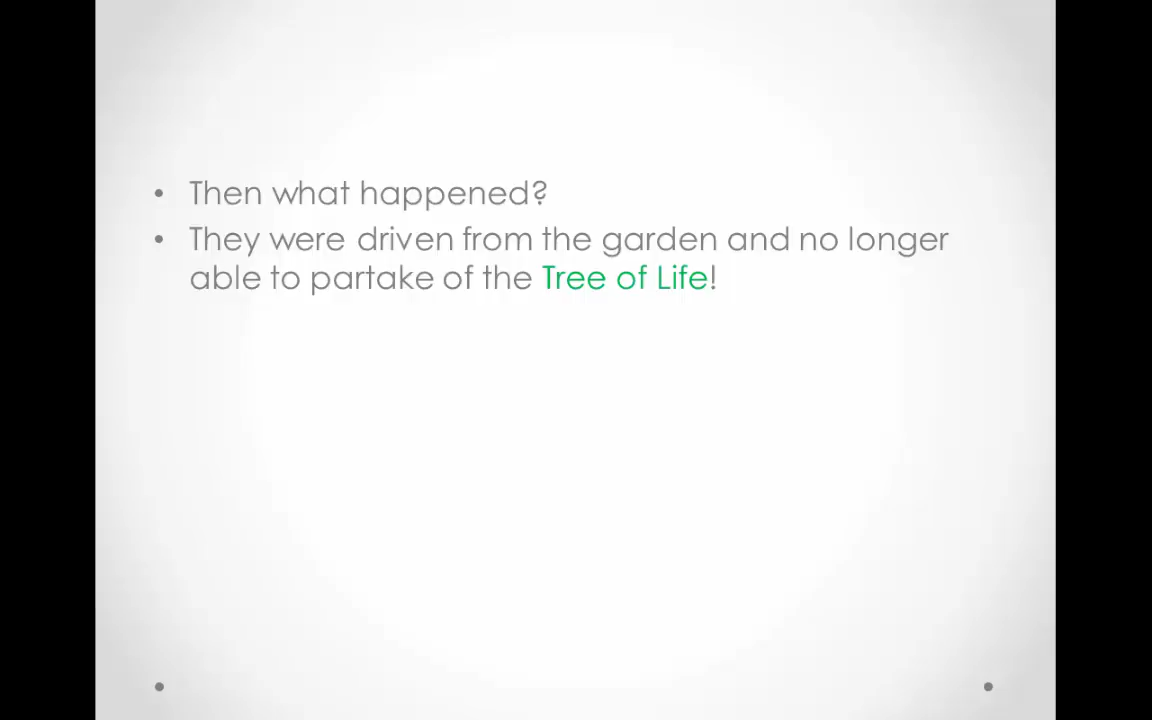 • Then what happened?
• They were driven from the garden and no longer
able to partake of the Tree of Life!